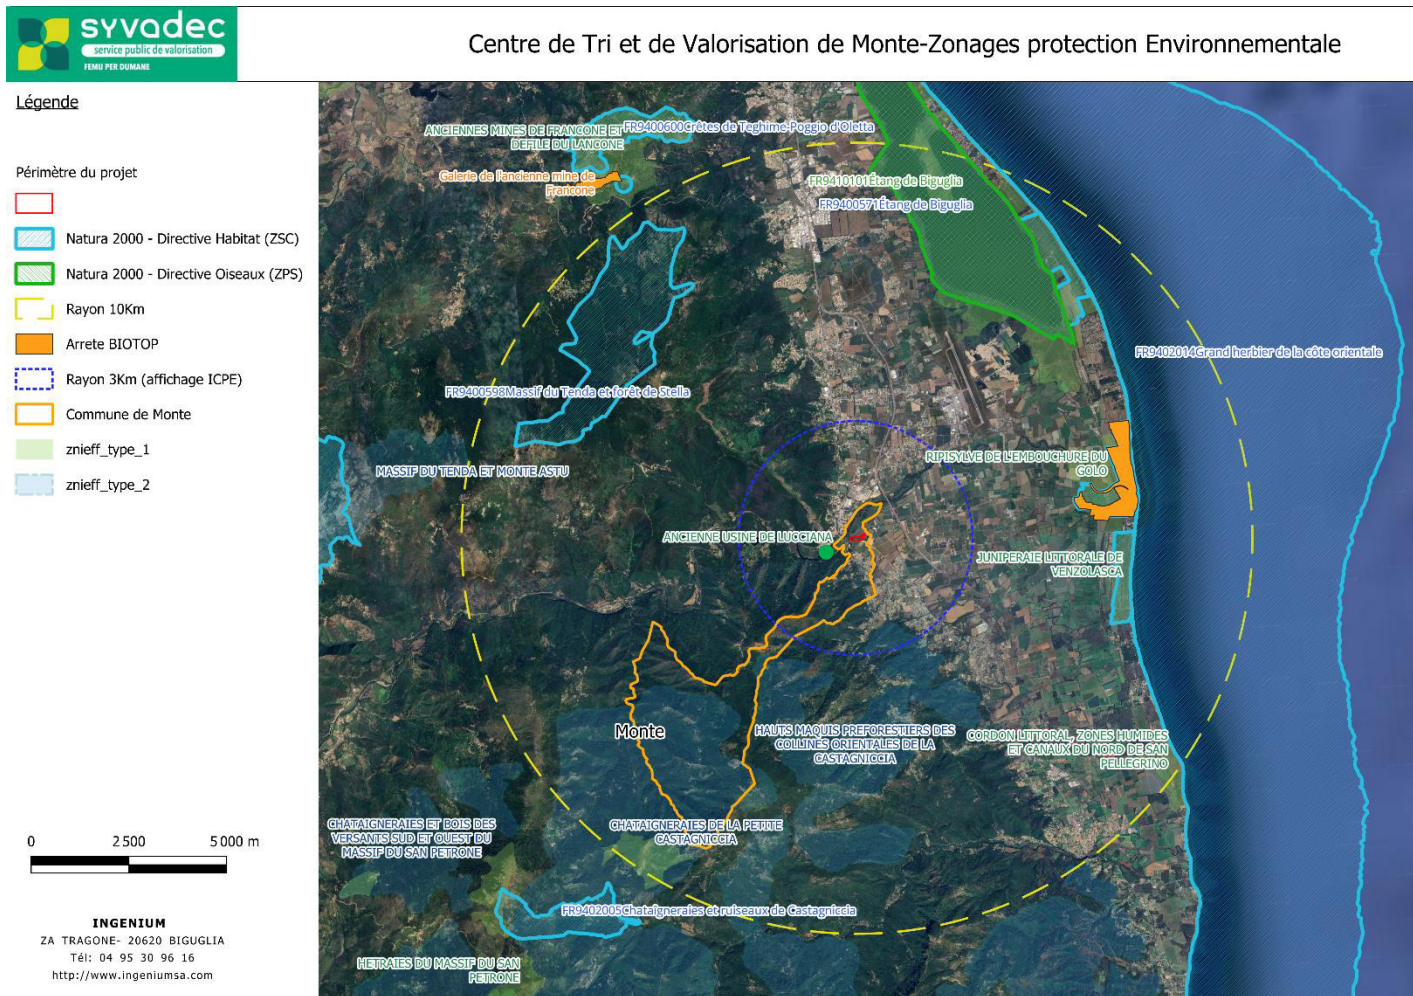 syvadec
service public de valorisation
FEMU PER DUMANE
Centre de Tri et de Valorisation de Monte-Zonages protection Environnementale
Légende
Périmètre du projet
Natura 2000 - Directive Habitat (ZSC)
Natura 2000 - Directive Oiseaux (ZPS)
Rayon 10Km
Arrete BIOTOP
Rayon 3Km (affichage ICPE)
Commune de Monte
znieff_type_1
znieff_type_2
0 2 500 5 000 m
INGENIUM
ZA TRAGONE- 20620 BIGUGLIA
Tél: 04 95 30 96 16
http://www.ingeniumsa.com
ANCIENNES MINES DE FRANCONE ET
DEFILE DU LANCONE
FR9400600Crêtes de Teghime-Poggio d'Oletta
Galerie de l'ancienne mine de
Francone
FR9410101Étang de Biguglia
FR9400571Étang de Biguglia
FR9402014Grand herbier de la côte orientale
FR9400598Massif du Tenda et forêt de Stella
MASSIF DU TENDA ET MONTE ASTU
RIPISYLVE DE L'EMBOUCHURE DU
GOLO
ANCIENNE USINE DE LUCCIANA
JUNIPERAIE LITTORALE DE
VENZOLASCA
Monte
HAUTS MAQUIS PREFORESTIERS DES
COLLINES ORIENTALES DE LA
CASTAGNICCIA
CORDON LITTORAL, ZONES HUMIDES
ET CANAUX DU NORD DE SAN
PELLEGRINO
CHATAIGNERAIES ET BOIS DES
VERSANTS SUD ET OUEST DU
MASSIF DU SAN PETRONE
CHATAIGNERAIES DE LA PETITE
CASTAGNICCIA
FR9402005Chataigneraies et ruiseaux de Castagniccia
HETRAIES DU MASSIF DU SAN
PETRONE